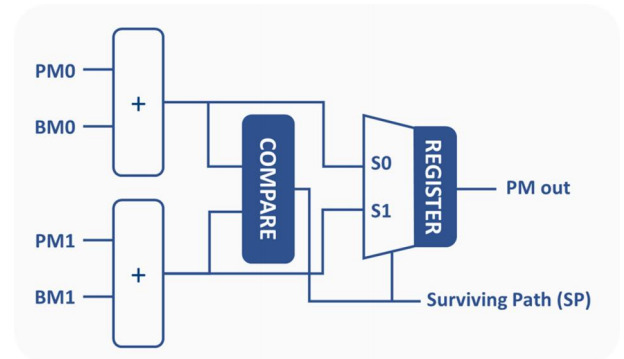 PM0
+
BM0
COMPARE
S0
S1
REGISTER
PM out
PM1
+
BM1
Surviving Path (SP)